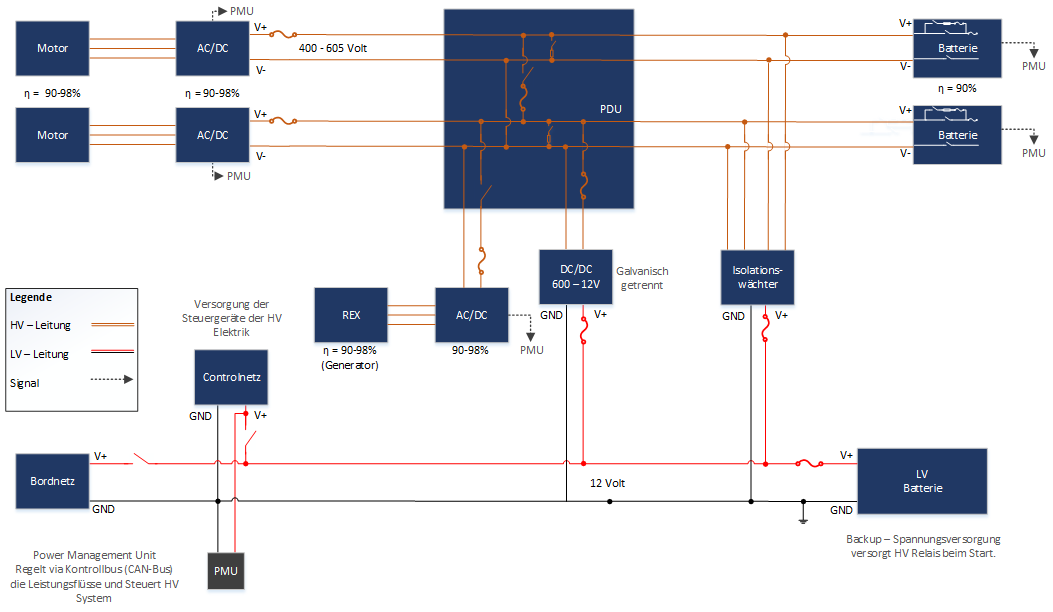 PMU
Motor
AC/DC
V+
400 - 605 Volt
V-
η = 90-98%
η = 90-98%
Motor
AC/DC
V+
V-
PMU
PDU
V+
Batterie
V-
PMU
η = 90%
V+
Batterie
V-
PMU
DC/DC
600 – 12V
Galvanisch
getrennt
GND
V+
Isolations-
wächter
GND
V+
REX
η = 90-98%
(Generator)
AC/DC
90-98%
PMU
Legende
HV – Leitung
LV – Leitung
Signal
Versorgung der
Steuergeräte der HV
Elektrik
Controlnetz
GND
V+
V+
Bordnetz
GND
12 Volt
V+
LV
Batterie
GND
Backup – Spannungsversorgung
versorgt HV Relais beim Start.
Power Management Unit
Regelt via Kontrollbus (CAN-Bus)
die Leistungsflüsse und Steuert HV
System
PMU